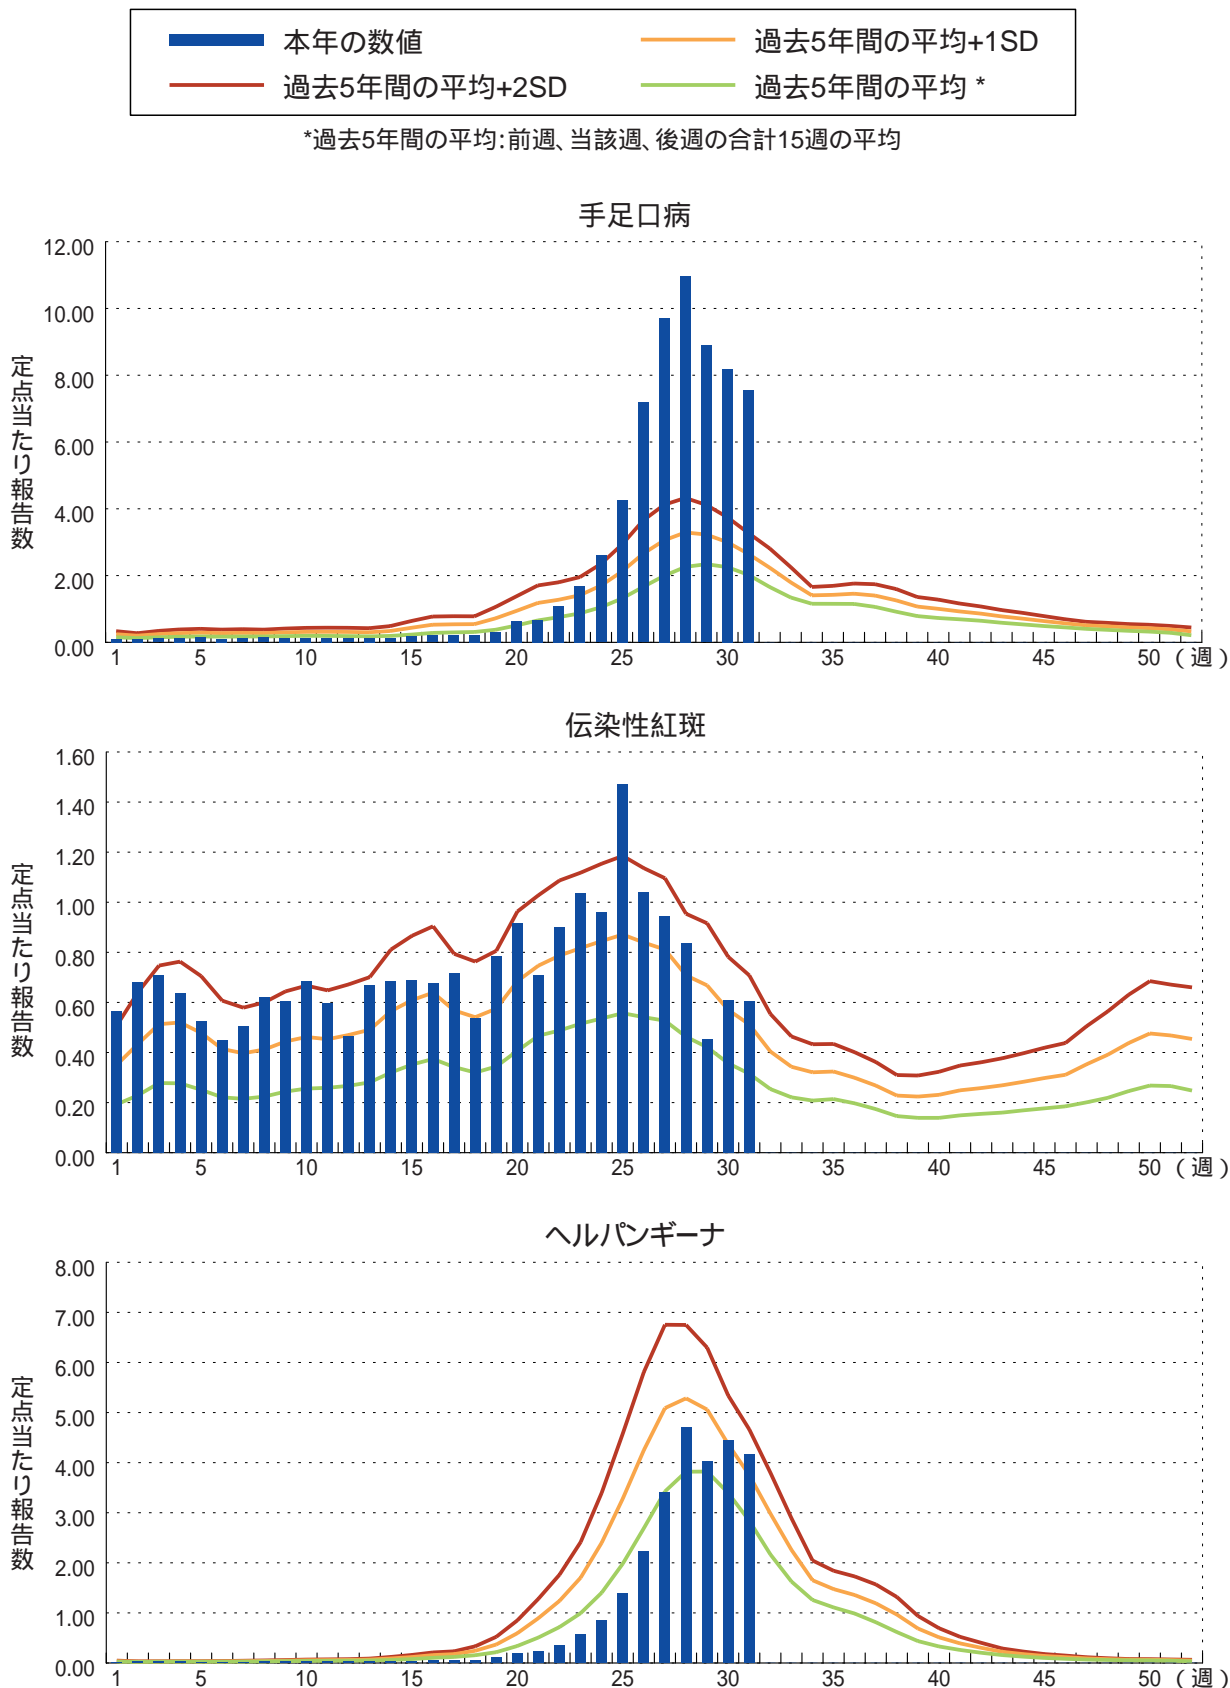 本年の数値
過去5年間の平均+1SD
過去5年間の平均+2SD
過去5年間の平均 *
*過去5年間の平均:前週、当該週、後週の合計15週の平均
手足口病
定点当たり報告数
12.00
10.00
8.00
6.00
4.00
2.00
0.00
1 5 10 15 20 25 30 35 40 45 50 (週)
伝染性紅斑
定点当たり報告数
1.60
1.40
1.20
1.00
0.80
0.60
0.40
0.20
0.00
1 5 10 15 20 25 30 35 40 45 50 (週)
ヘルパンギーナ
定点当たり報告数
8.00
7.00
6.00
5.00
4.00
3.00
2.00
1.00
0.00
1 5 10 15 20 25 30 35 40 45 50 (週)